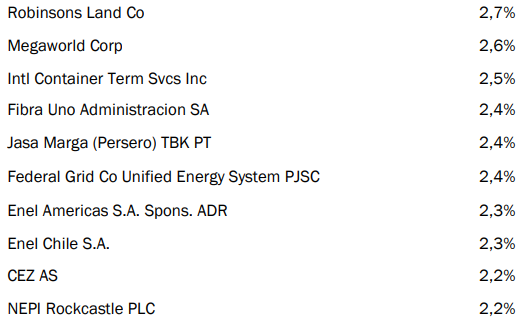 Robinsons Land Co 2,7%
Megaworld Corp 2,6%
Intl Container Term Svcs Inc 2,5%
Fibra Uno Administracion SA 2,4%
Jasa Marga (Persero) TBK PT 2,4%
Federal Grid Co Unified Energy System PJSC 2,4%
Enel Americas S.A. Spons. ADR 2,3%
Enel Chile S.A. 2,3%
CEZ AS 2,2%
NEPI Rockcastle PLC 2,2%